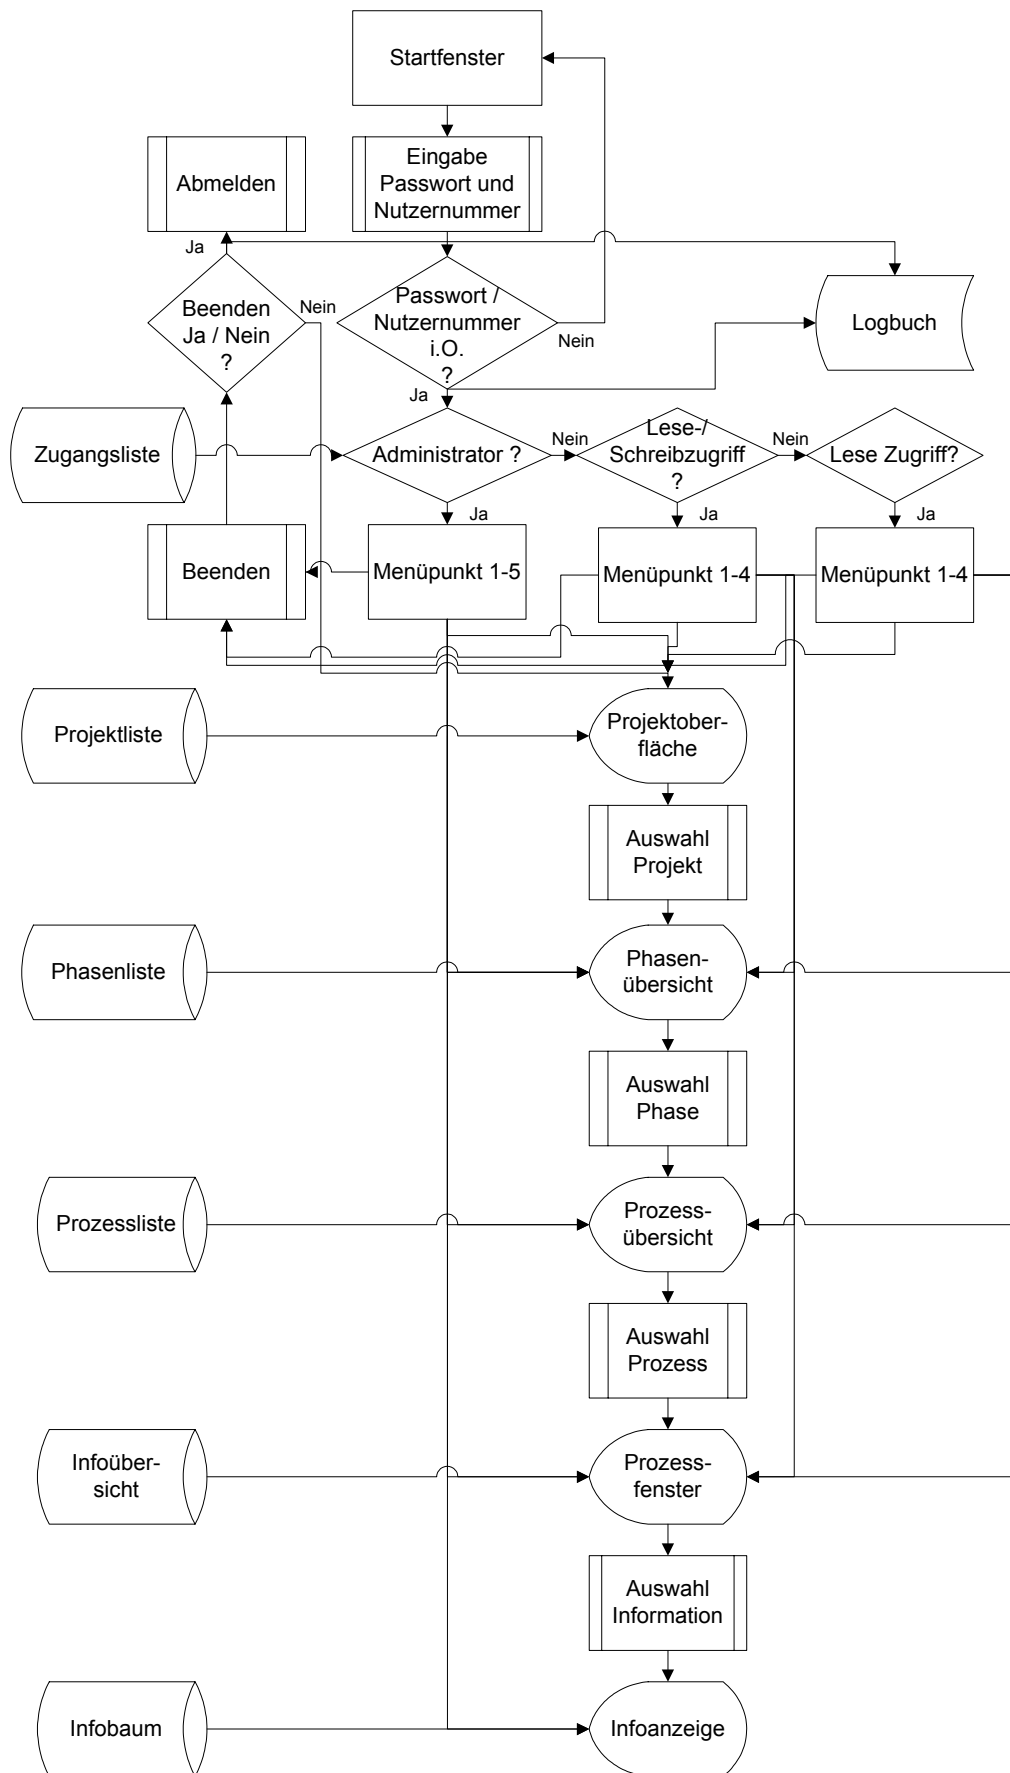 Startfenster
Eingabe
Passwort und
Nutzernummer
Abmelden
Ja
Beenden
Ja / Nein
?
Nein
Passwort /
Nutzernummer
i.O.
?
Nein
Ja
Logbuch
Zugangsliste
Administrator ?
Nein
Lese-/
Schreibzugriff
?
Nein
Lese Zugriff?
Ja
Ja
Ja
Beenden
Menüpunkt 1-5
Menüpunkt 1-4
Menüpunkt 1-4
Projektliste
Projektober-
fläche
Auswahl
Projekt
Phasenliste
Phasen-
übersicht
Auswahl
Phase
Prozessliste
Prozess-
übersicht
Auswahl
Prozess
Infoüber-
sicht
Prozess-
fenster
Auswahl
Information
Infobaum
Infoanzeige